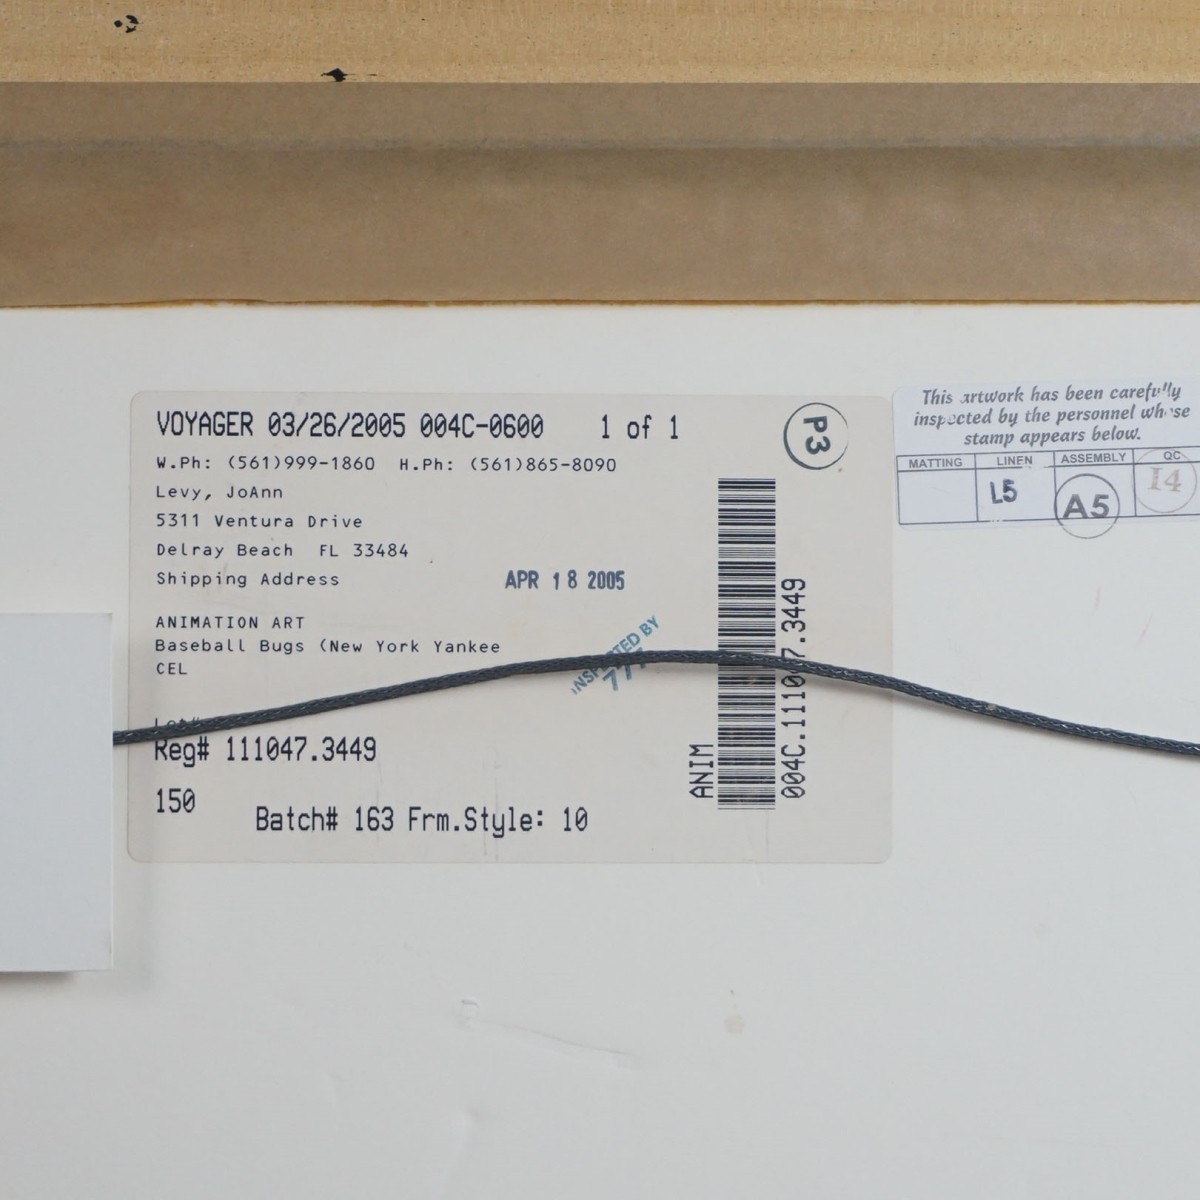 VOYAGER 03/26/2005 004C-0600 1 of 1
P3
W.Ph: (561)999-1860 H.Ph: (561)865-8090
Levy, JoAnn
5311 Ventura Drive
Delray Beach FL 33484
Shipping Address
APR 18 2005
ANIMATION ART
Baseball Bugs (New York Yankee
CEL
INSPECTED BY
777
Lot#
Reg# 111047.3449
150
Batch# 163 Frm.Style: 10
ANIM
004C.111047.3449
This artwork has been carefully
inspected by the personnel whose
stamp appears below.
MATTING LINEN ASSEMBLY QC
L5 A5 14